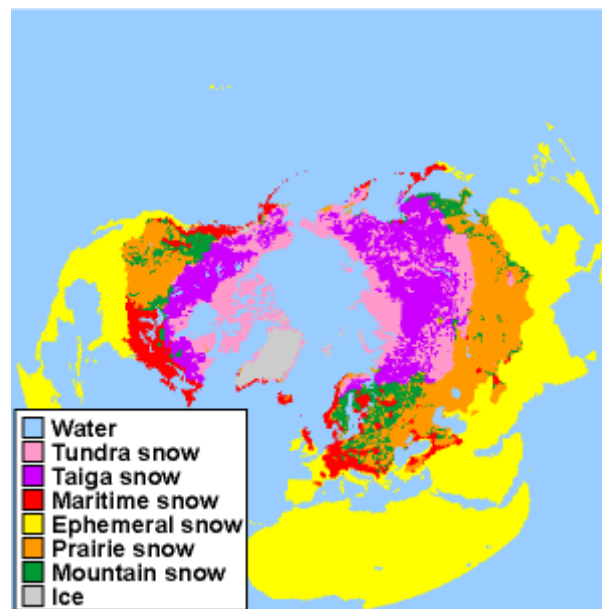 Water
Tundra snow
Taiga snow
Maritime snow
Ephemeral snow
Prairie snow
Mountain snow
Ice